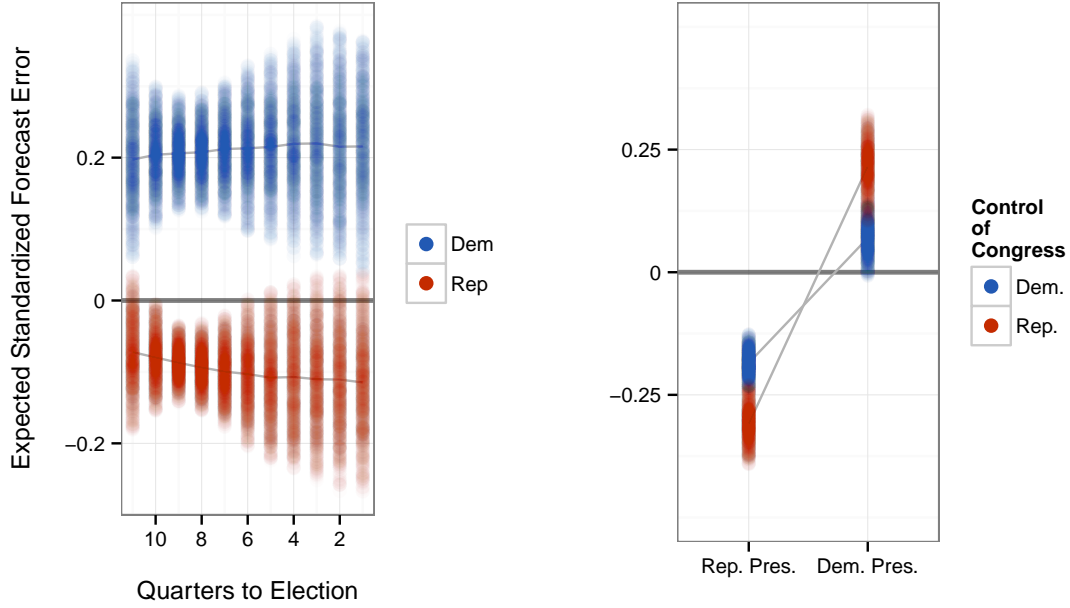 Expected Standardized Forecast Error
0.2
0
−0.2
10 8 6 4 2
Quarters to Election
Dem
Rep
0.25
0
−0.25
Rep. Pres. Dem. Pres.
Control
of
Congress
Dem.
Rep.